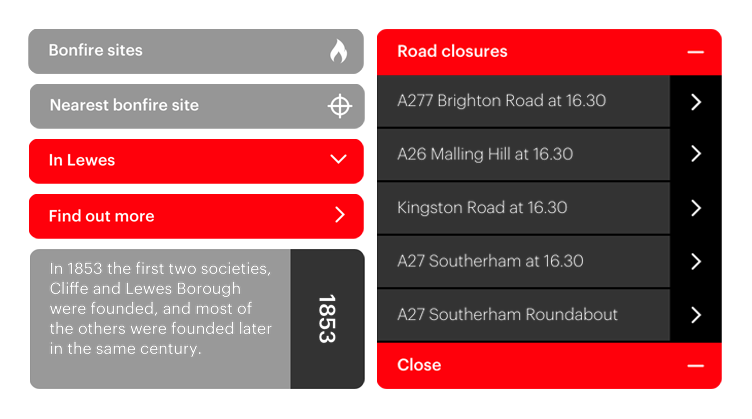 Bonfire sites
Nearest bonfire site
In Lewes
Find out more
In 1853 the first two societies,
Cliffe and Lewes Borough
were founded, and most of
the others were founded later
in the same century.
1853
Road closures
A277 Brighton Road at 16.30
A26 Malling Hill at 16.30
Kingston Road at 16.30
A27 Southerham at 16.30
A27 Southerham Roundabout
Close